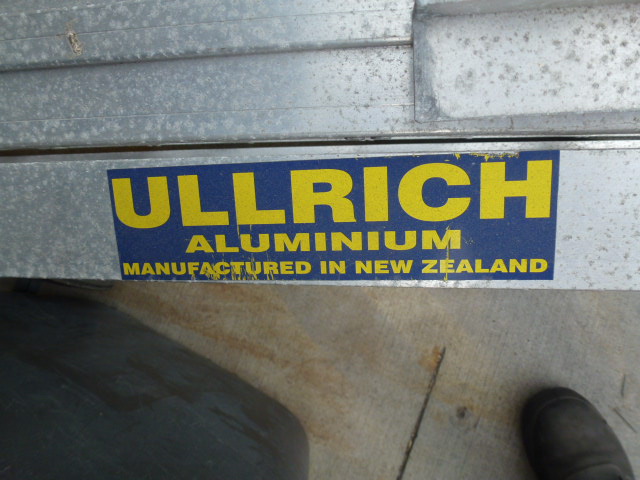 ULLRICH
ALUMINIUM
MANUFACTURED IN NEW ZEALAND